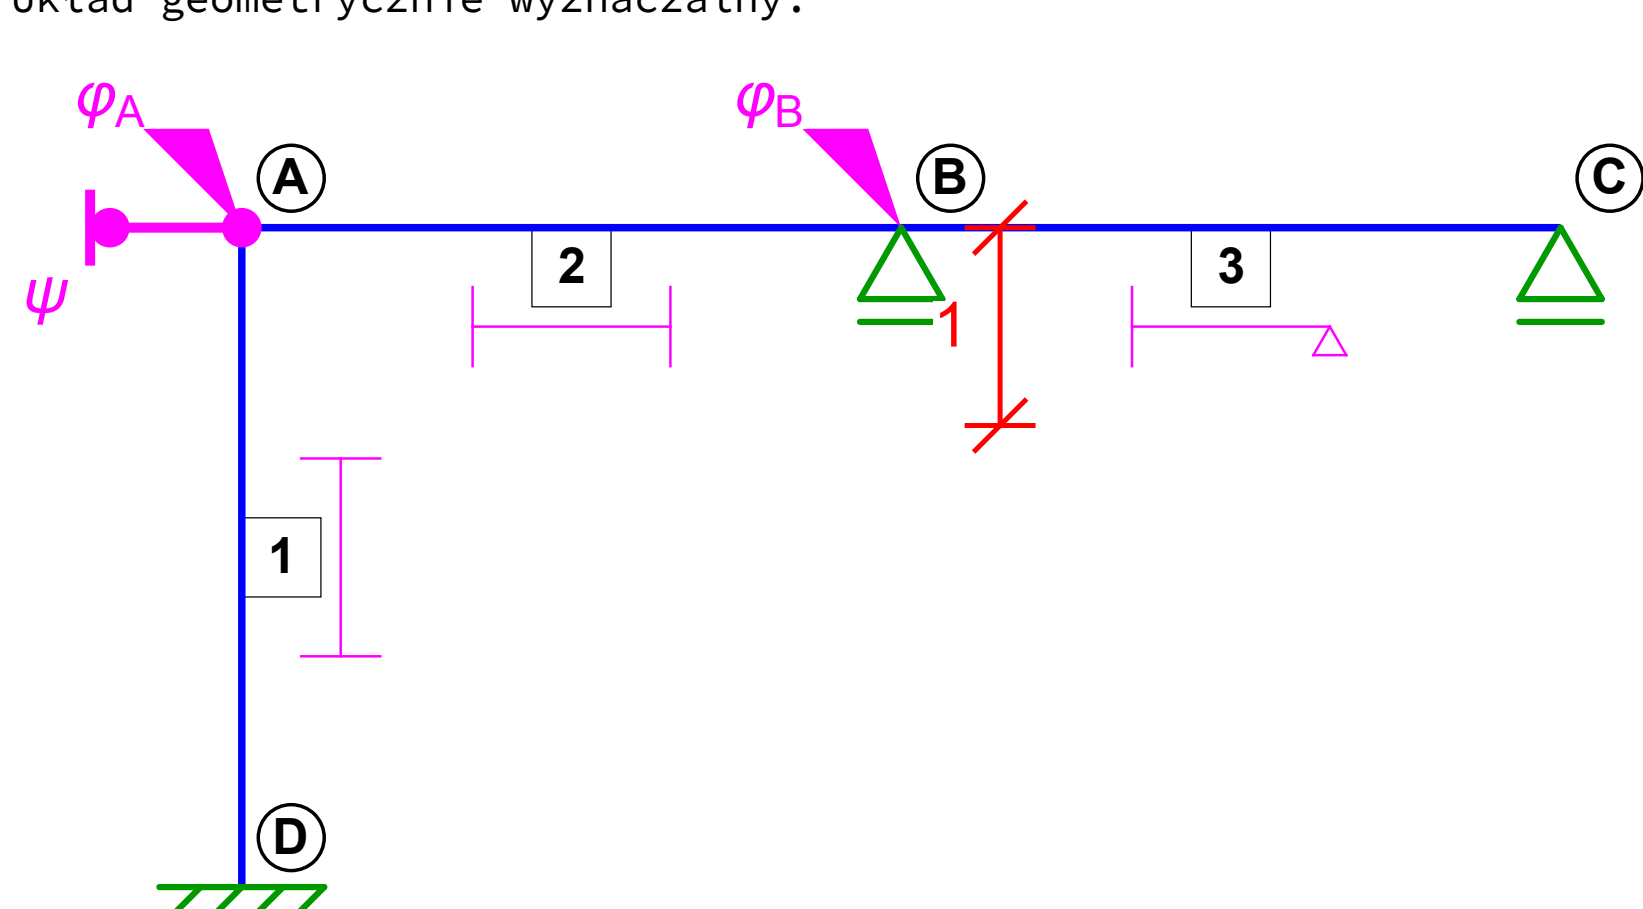 układ geometrycznie wyznaczalny:
φA φB
A B C
2 3
ψ
1
1
D